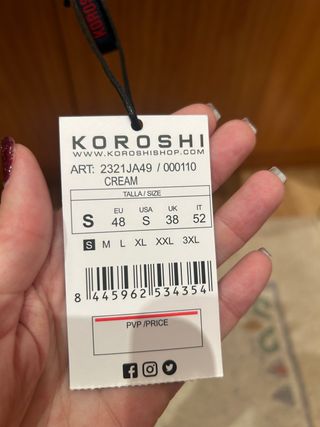 KOROSHI
KOROSHI
WWW.KOROSHISHOP.COM
ART: 2321JA49 / 000110
CREAM
TALLA / SIZE
S EU USA UK IT
48 S 38 52
S M L XL XXL 3XL
8 445962 534354
PVP /PRICE